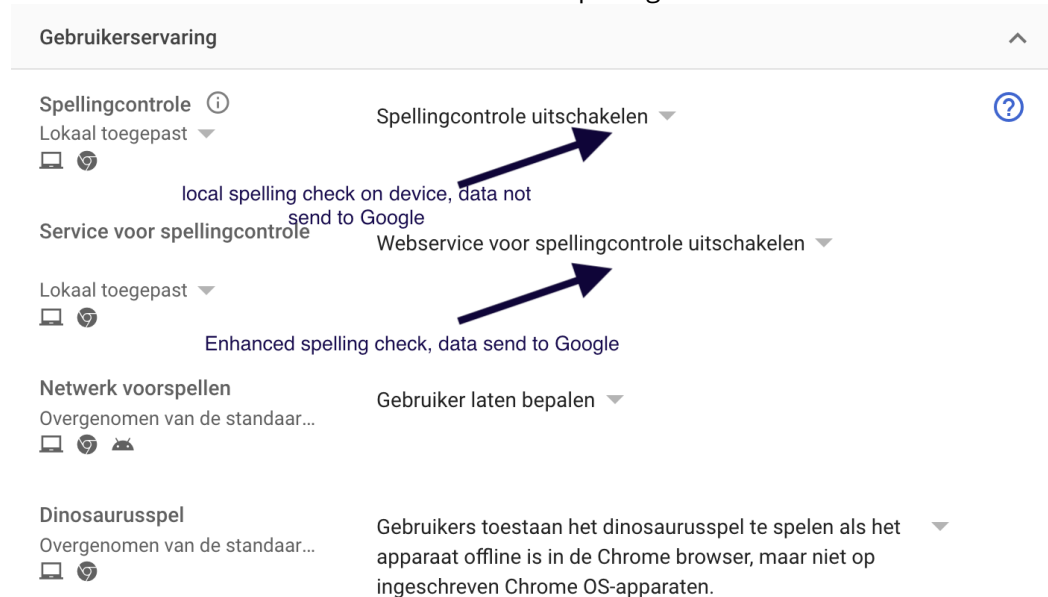 Gebruikerservaring
Spellingcontrole
Lokaal toegepast
Spellingcontrole uitschakelen
local spelling check on device, data not
send to Google
Service voor spellingcontrole
Webservice voor spellingcontrole uitschakelen
Lokaal toegepast
Enhanced spelling check, data send to Google
Netwerk voorspellen
Overgenomen van de standaar...
Gebruiker laten bepalen
Dinosaurusspel
Overgenomen van de standaar...
Gebruikers toestaan het dinosaurusspel te spelen als het
apparaat offline is in de Chrome browser, maar niet op
ingeschreven Chrome OS-apparaten.